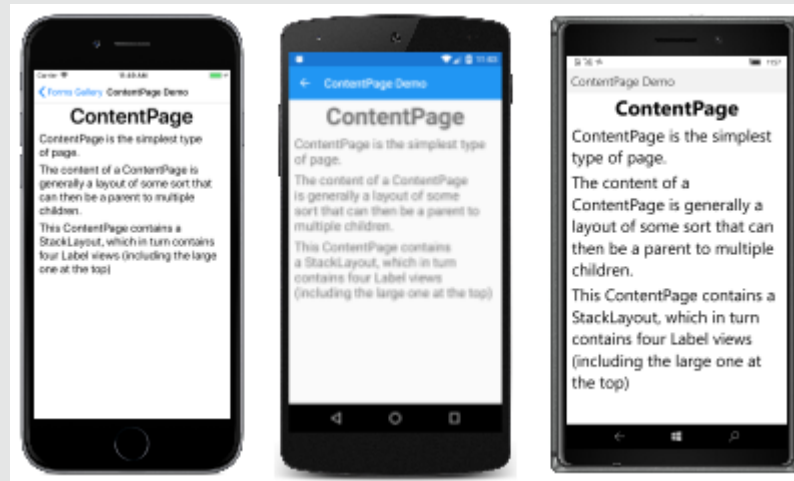 Carrier
11:49 AM
Forms Gallery ContentPage Demo
ContentPage
ContentPage is the simplest type
of page.
The content of a ContentPage is
generally a layout of some sort that
can then be a parent to multiple
children.
This ContentPage contains a
StackLayout, which in turn contains
four Label views (including the large
one at the top)
ContentPage Demo
ContentPage
ContentPage is the simplest type
of page.
The content of a ContentPage
is generally a layout of some
sort that can then be a parent to
multiple children.
This ContentPage contains
a StackLayout, which in turn
contains four Label views
(including the large one at the top)
ContentPage Demo
ContentPage
ContentPage is the simplest
type of page.
The content of a
ContentPage is generally a
layout of some sort that can
then be a parent to multiple
children.
This ContentPage contains a
StackLayout, which in turn
contains four Label views
(including the large one at
the top)